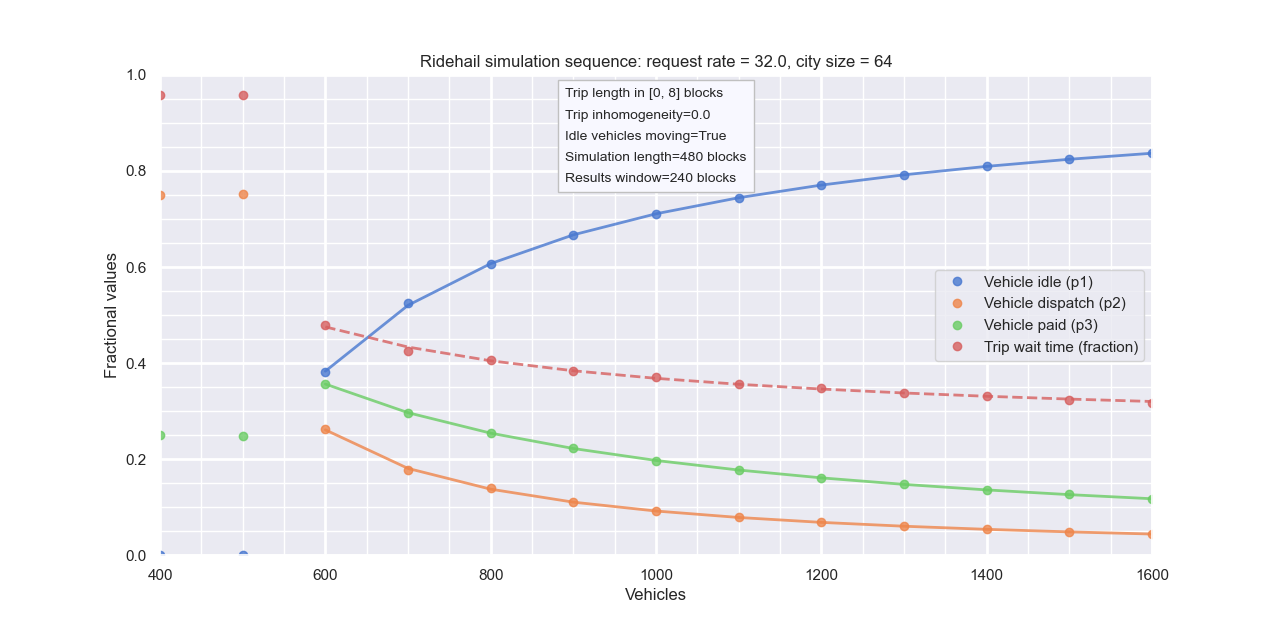 Ridehail simulation sequence: request rate = 32.0, city size = 64
Trip length in [0, 8] blocks
Trip inhomogeneity=0.0
Idle vehicles moving=True
Simulation length=480 blocks
Results window=240 blocks
1.0
0.8
0.6
0.4
0.2
0.0
Fractional values
Vehicle idle (p1)
Vehicle dispatch (p2)
Vehicle paid (p3)
Trip wait time (fraction)
400 600 800 1000 1200 1400 1600
Vehicles